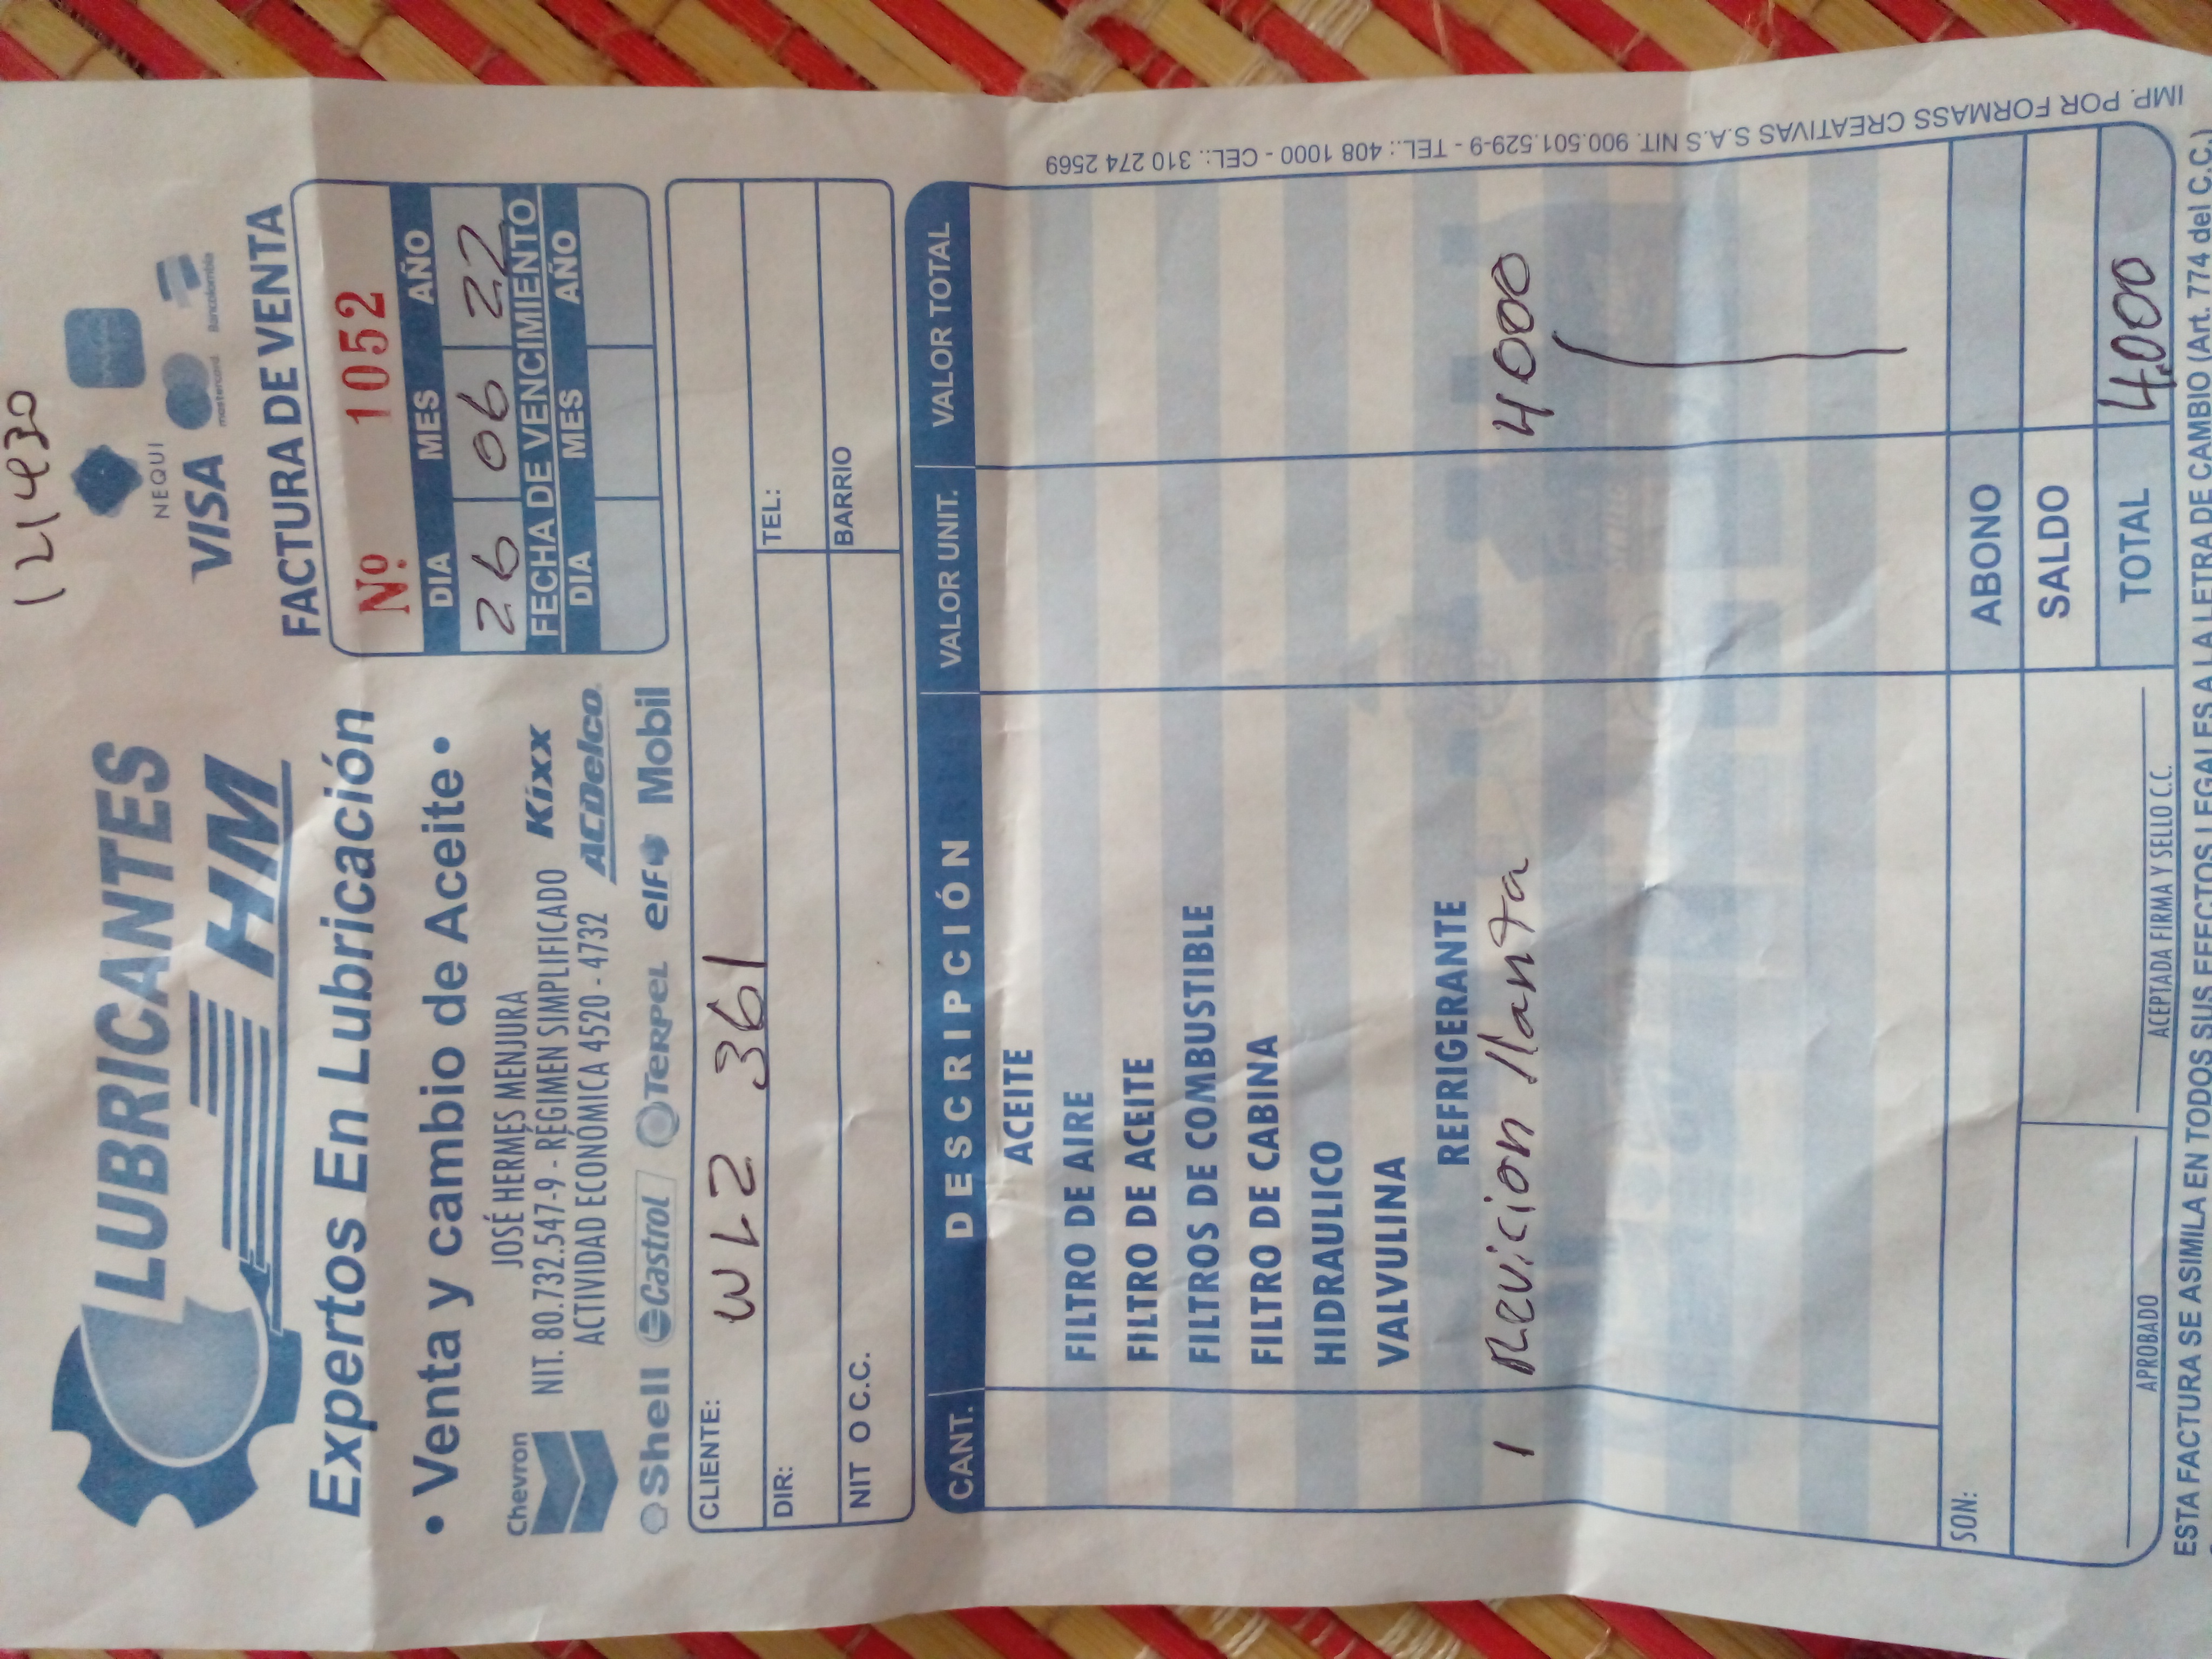 121430
LUBRICANTES
HM
NEQUI
VISA mastercard Bancolombia
Expertos En Lubricación
• Venta y cambio de Aceite •
JOSÉ HERMES MENJURA
NIT. 80.732.547-9 - RÉGIMEN SIMPLIFICADO
ACTIVIDAD ECONÓMICA 4520 - 4732
Chevron Kixx ACDelco
Shell Castrol TERPEL elf Mobil
FACTURA DE VENTA
Nº 1052
DIA MES AÑO
26 06 22
FECHA DE VENCIMIENTO
DIA MES AÑO
CLIENTE: WLZ 361
DIR: TEL:
NIT O C.C. BARRIO
CANT. DESCRIPCIÓN VALOR UNIT. VALOR TOTAL
ACEITE
FILTRO DE AIRE
FILTRO DE ACEITE
FILTROS DE COMBUSTIBLE
FILTRO DE CABINA
HIDRAULICO
VALVULINA
REFRIGERANTE
1 Revicion llanta 4000
SON: ABONO
SALDO
TOTAL 4.000
APROBADO ACEPTADA FIRMA Y SELLO C.C.
ESTA FACTURA SE ASIMILA EN TODOS SUS EFECTOS LEGALES A LA LETRA DE CAMBIO (Art. 774 del C.C.)
IMP. POR FORMASS CREATIVAS S.A.S NIT. 900.501.529-9 - TEL.: 408 1000 - CEL.: 310 274 2569